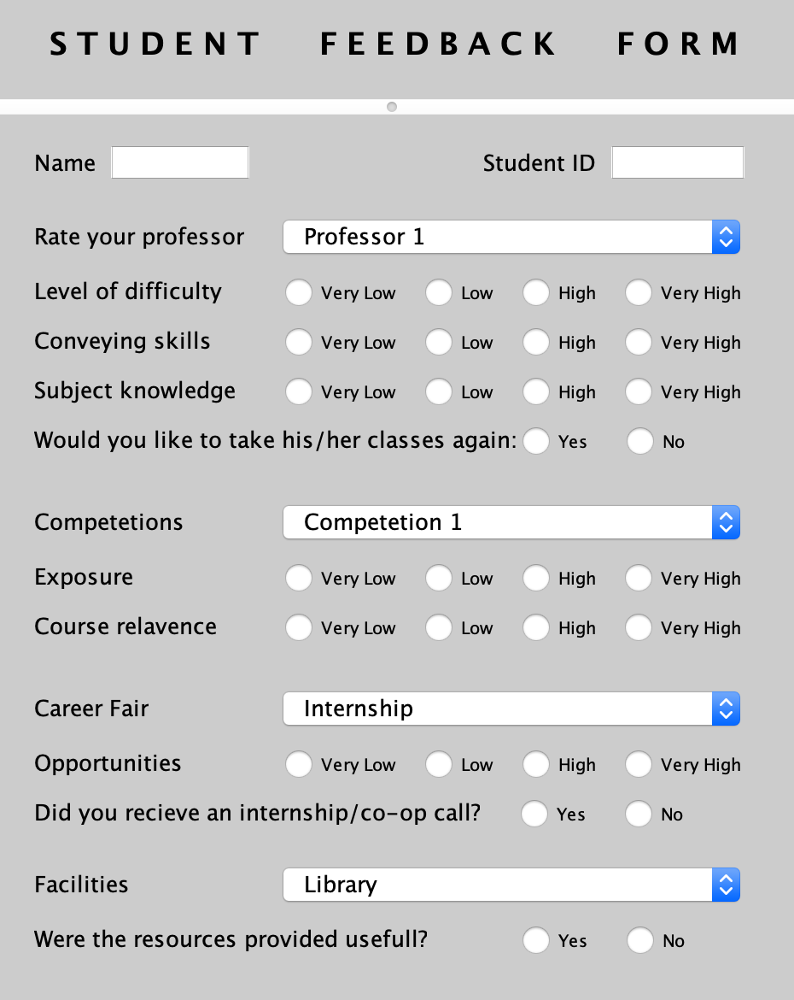 STUDENT FEEDBACK FORM
Name Student ID
Rate your professor Professor 1
Level of difficulty Very Low Low High Very High
Conveying skills Very Low Low High Very High
Subject knowledge Very Low Low High Very High
Would you like to take his/her classes again: Yes No
Competetions Competetion 1
Exposure Very Low Low High Very High
Course relavence Very Low Low High Very High
Career Fair Internship
Opportunities Very Low Low High Very High
Did you recieve an internship/co-op call? Yes No
Facilities Library
Were the resources provided usefull? Yes No